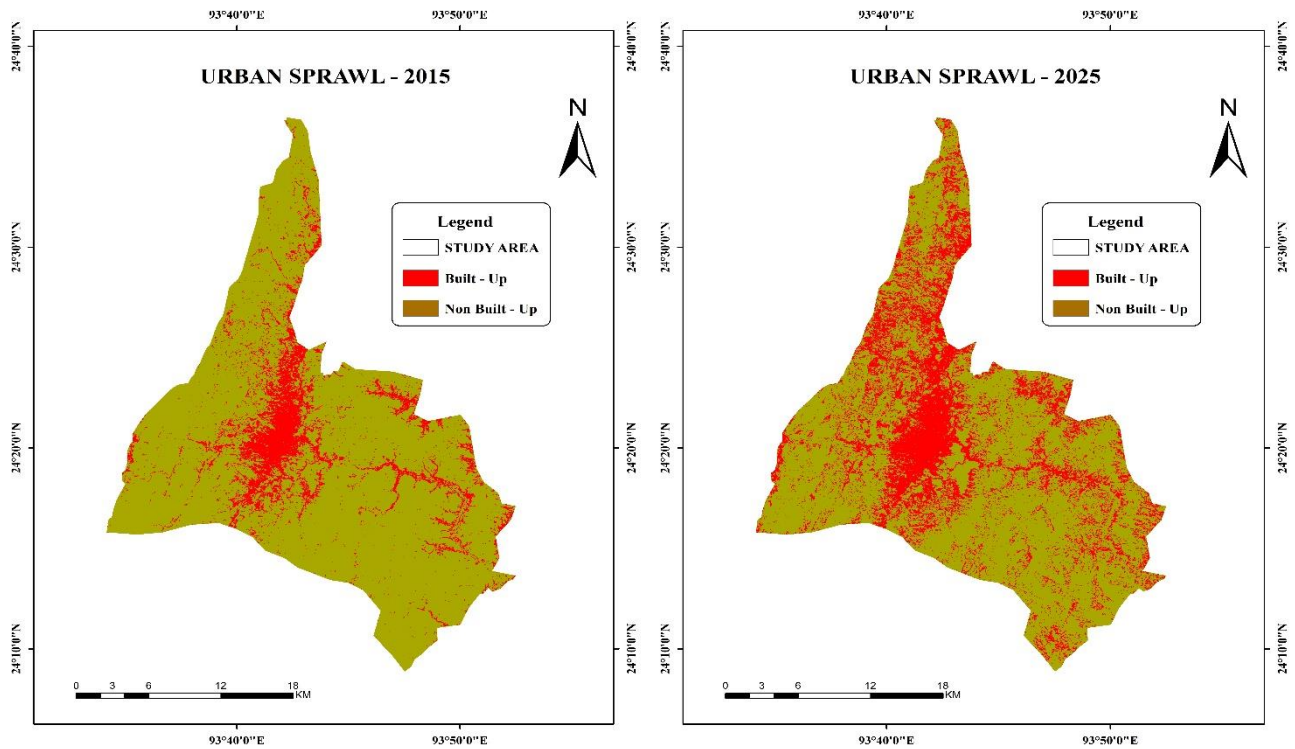 93°40'0"E 93°50'0"E
24°40'0"N 24°40'0"N
URBAN SPRAWL - 2015
N
Legend
STUDY AREA
Built - Up
Non Built - Up
24°30'0"N 24°30'0"N
24°20'0"N 24°20'0"N
24°10'0"N 24°10'0"N
0 3 6 12 18
KM
93°40'0"E 93°50'0"E
93°40'0"E 93°50'0"E
24°40'0"N 24°40'0"N
URBAN SPRAWL - 2025
N
Legend
STUDY AREA
Built - Up
Non Built - Up
24°30'0"N 24°30'0"N
24°20'0"N 24°20'0"N
24°10'0"N 24°10'0"N
0 3 6 12 18
KM
93°40'0"E 93°50'0"E